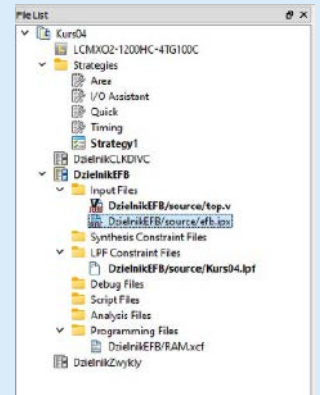 File List
Kurs04
LCMXO2-1200HC-4TG100C
Strategies
Area
I/O Assistant
Quick
Timing
Strategy1
DzielnikCLKDIVC
DzielnikEFB
Input Files
DzielnikEFB/source/top.v
DzielnikEFB/source/efb.ipx
Synthesis Constraint Files
LPF Constraint Files
DzielnikEFB/source/Kurs04.lpf
Debug Files
Script Files
Analysis Files
Programming Files
DzielnikEFB/RAM.xcf
DzielnikZwykly